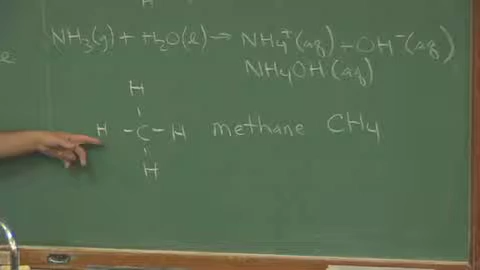 NH3(g) + H2O(l) → NH4+(aq) + OH-(aq)
NH4OH(aq)
H
H - C - H methane CH4
H